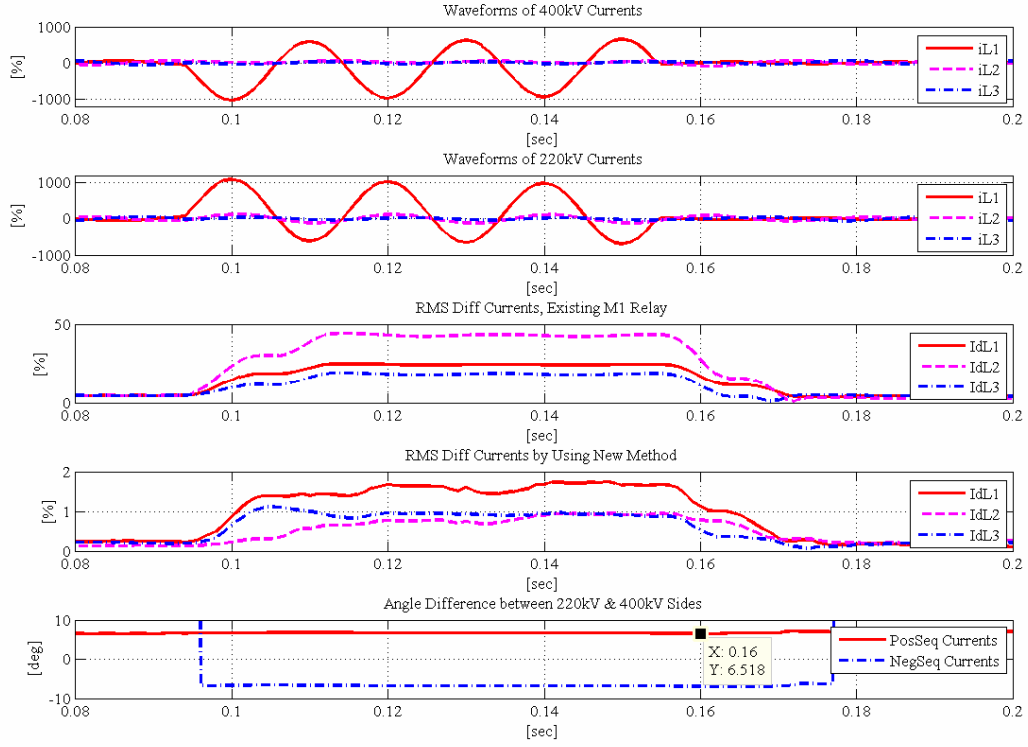 Waveforms of 400kV Currents
1000
0
-1000
[%]
iL1
iL2
iL3
0.08 0.1 0.12 0.14 0.16 0.18 0.2
[sec]
Waveforms of 220kV Currents
1000
0
-1000
[%]
iL1
iL2
iL3
0.08 0.1 0.12 0.14 0.16 0.18 0.2
[sec]
RMS Diff Currents, Existing M1 Relay
50
0
[%]
IdL1
IdL2
IdL3
0.08 0.1 0.12 0.14 0.16 0.18 0.2
[sec]
RMS Diff Currents by Using New Method
2
1
0
[%]
IdL1
IdL2
IdL3
0.08 0.1 0.12 0.14 0.16 0.18 0.2
[sec]
Angle Difference between 220kV & 400kV Sides
10
0
-10
[deg]
X: 0.16
Y: 6.518
PosSeq Currents
NegSeq Currents
0.08 0.1 0.12 0.14 0.16 0.18 0.2
[sec]